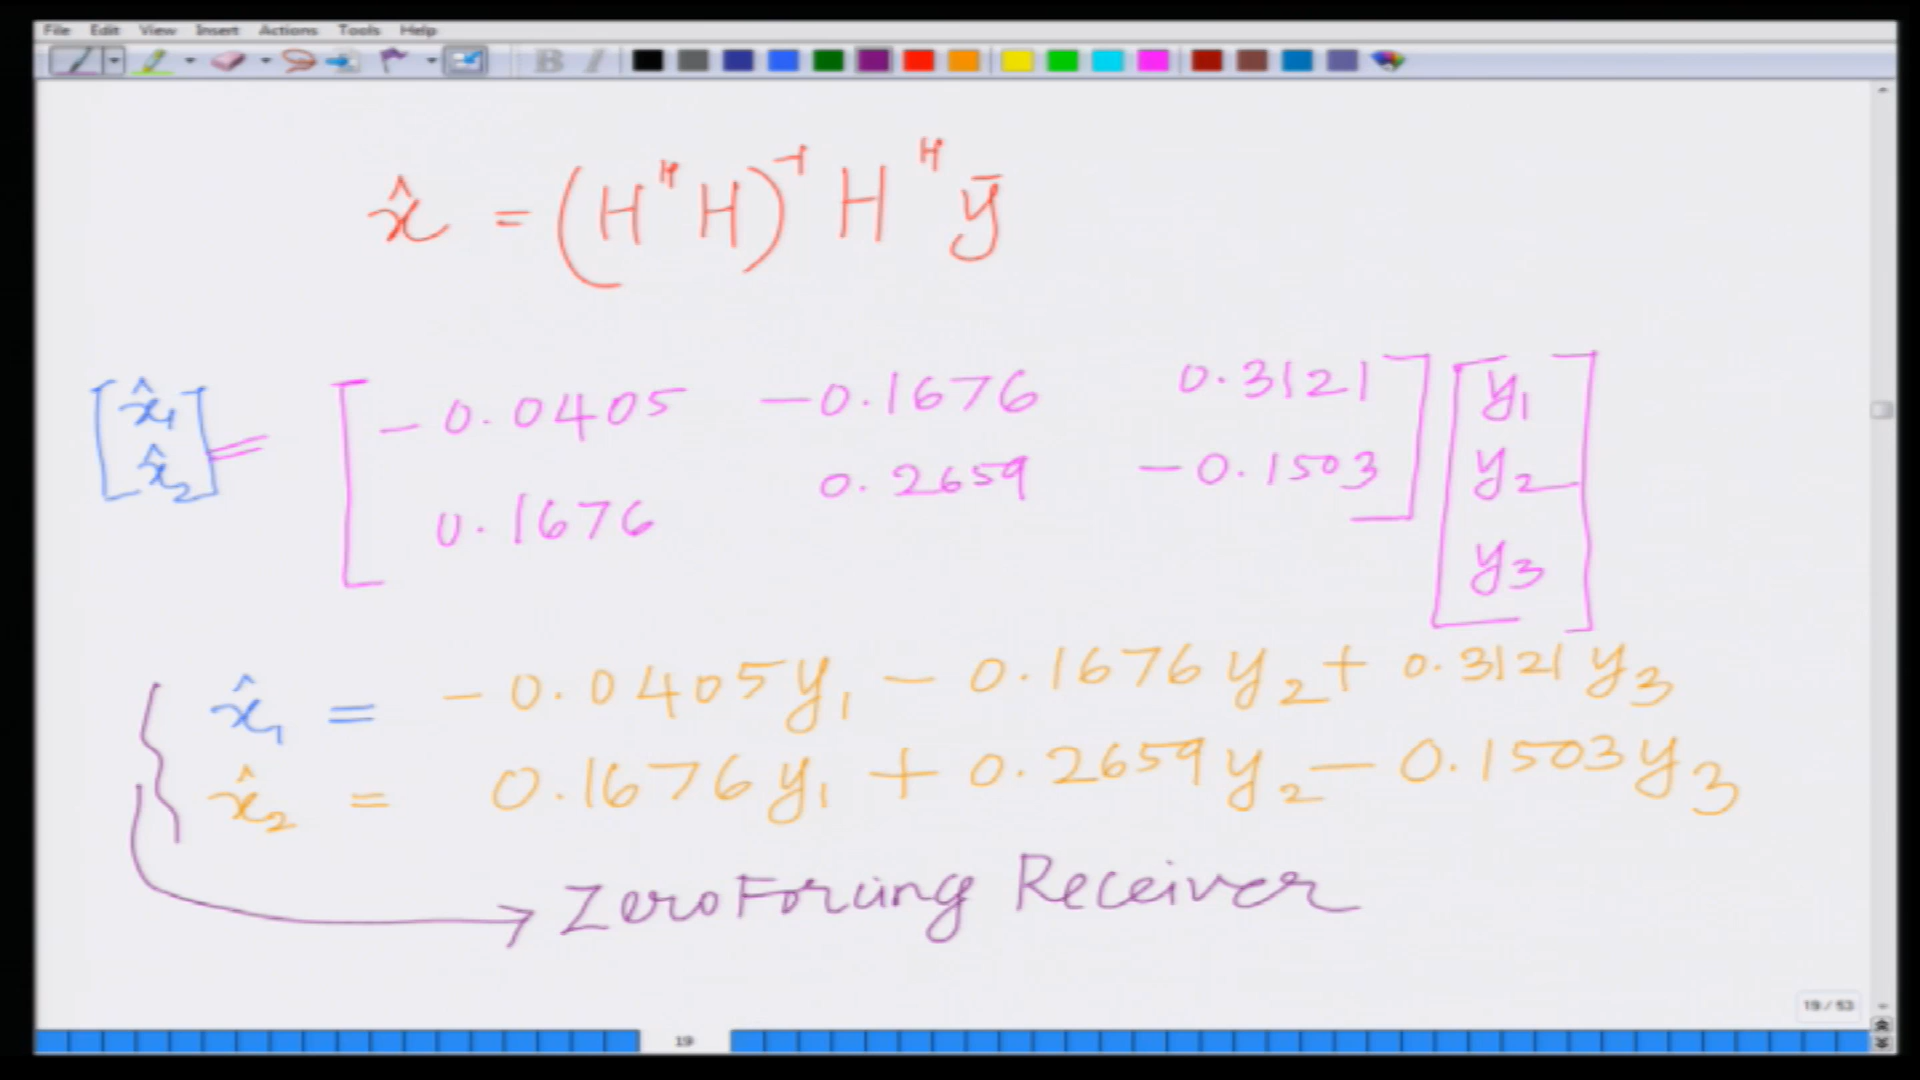 File Edit View Insert Actions Tools Help
B I
x̂ = (H^H H)^-1 H^H ȳ
[x̂1 x̂2] = [-0.0405 -0.1676 0.3121
0.1676 0.2659 -0.1503] [y1 y2 y3]
x̂1 = -0.0405y1 - 0.1676y2 + 0.3121y3
x̂2 = 0.1676y1 + 0.2659y2 - 0.1503y3
Zero Forcing Receiver
19 / 53
19